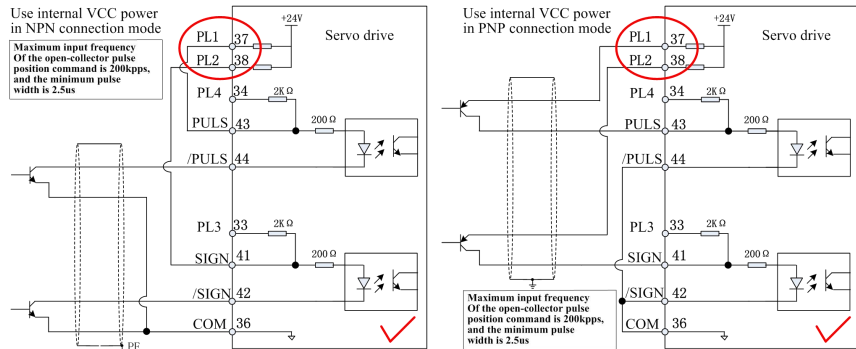 Use internal VCC power
in NPN connection mode
Maximum input frequency
Of the open-collector pulse
position command is 200kpps,
and the minimum pulse
width is 2.5us
+24V
Servo drive
PL1
37
PL2
38
PL4
34
2K Ω
200 Ω
PULS
43
/PULS
44
PL3
33
2K Ω
200 Ω
SIGN
41
/SIGN
42
COM
36
PE
Use internal VCC power
in PNP connection mode
+24V
Servo drive
PL1
37
PL2
38
PL4
34
2K Ω
200 Ω
PULS
43
/PULS
44
PL3
33
2K Ω
200 Ω
SIGN
41
/SIGN
42
COM
36
Maximum input frequency
Of the open-collector pulse
position command is 200kpps,
and the minimum pulse
width is 2.5us